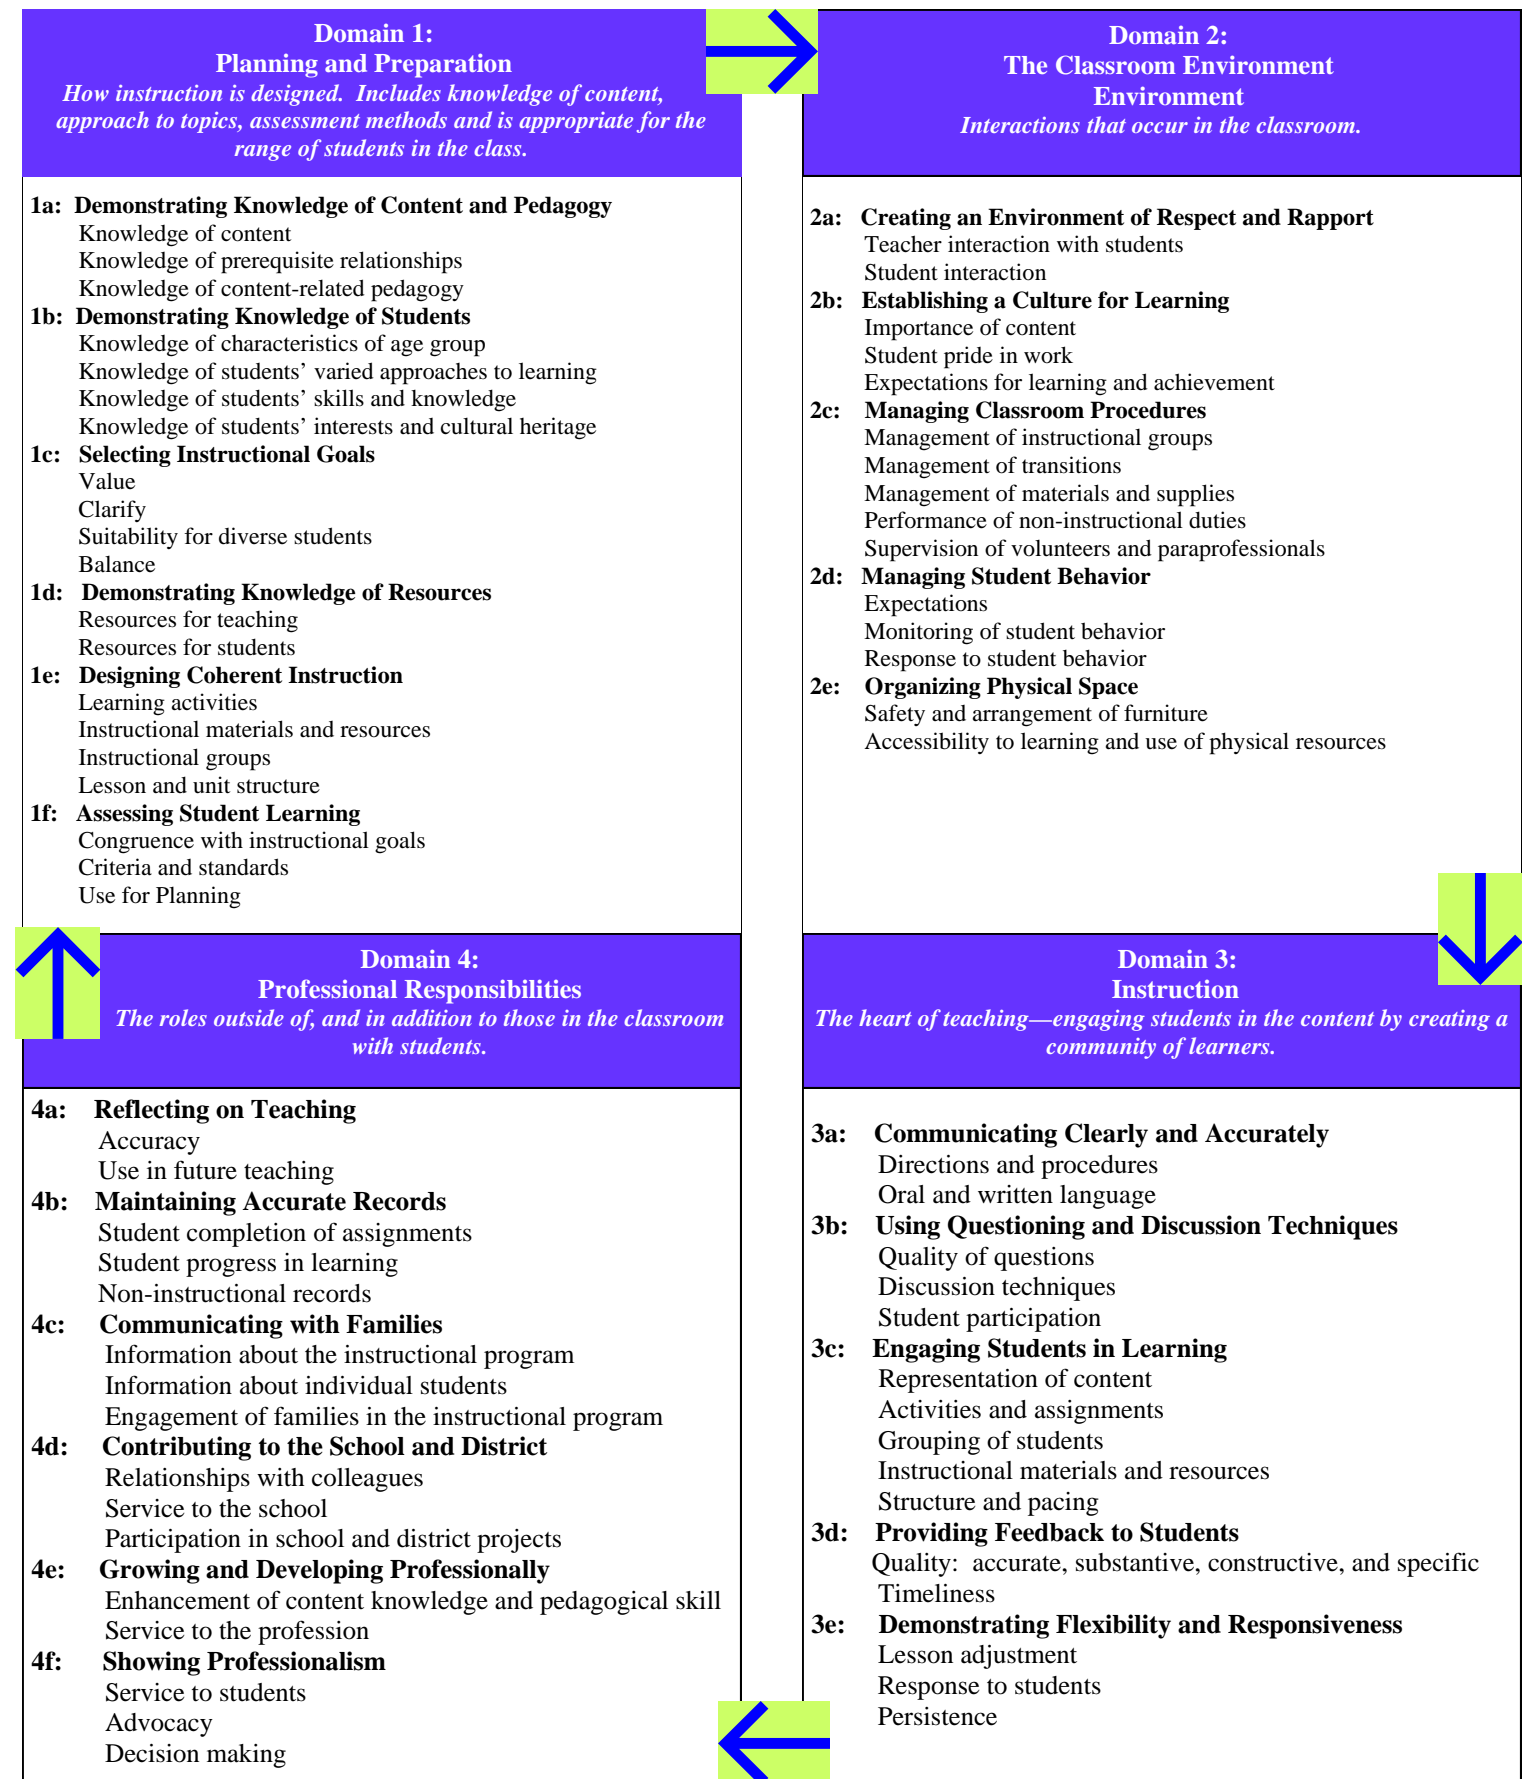 Domain 1:
Planning and Preparation
How instruction is designed.  Includes knowledge of content,
approach to topics, assessment methods and is appropriate for the
range of students in the class.
1a:  Demonstrating Knowledge of Content and Pedagogy
Knowledge of content
Knowledge of prerequisite relationships
Knowledge of content-related pedagogy
1b:  Demonstrating Knowledge of Students
Knowledge of characteristics of age group
Knowledge of students’ varied approaches to learning
Knowledge of students’ skills and knowledge
Knowledge of students’ interests and cultural heritage
1c:   Selecting Instructional Goals
Value
Clarify
Suitability for diverse students
Balance
1d:   Demonstrating Knowledge of Resources
Resources for teaching
Resources for students
1e:   Designing Coherent Instruction
Learning activities
Instructional materials and resources
Instructional groups
Lesson and unit structure
1f:   Assessing Student Learning
Congruence with instructional goals
Criteria and standards
Use for Planning
Domain 2:
The Classroom Environment
Environment
Interactions that occur in the classroom.
2a:   Creating an Environment of Respect and Rapport
Teacher interaction with students
Student interaction
2b:   Establishing a Culture for Learning
Importance of content
Student pride in work
Expectations for learning and achievement
2c:    Managing Classroom Procedures
Management of instructional groups
Management of transitions
Management of materials and supplies
Performance of non-instructional duties
Supervision of volunteers and paraprofessionals
2d:   Managing Student Behavior
Expectations
Monitoring of student behavior
Response to student behavior
2e:    Organizing Physical Space
Safety and arrangement of furniture
Accessibility to learning and use of physical resources
Domain 4:
Professional Responsibilities
The roles outside of, and in addition to those in the classroom
with students.
4a:    Reflecting on Teaching
Accuracy
Use in future teaching
4b:    Maintaining Accurate Records
Student completion of assignments
Student progress in learning
Non-instructional records
4c:     Communicating with Families
Information about the instructional program
Information about individual students
Engagement of families in the instructional program
4d:     Contributing to the School and District
Relationships with colleagues
Service to the school
Participation in school and district projects
4e:     Growing and Developing Professionally
Enhancement of content knowledge and pedagogical skill
Service to the profession
4f:      Showing Professionalism
Service to students
Advocacy
Decision making
Domain 3:
Instruction
The heart of teaching—engaging students in the content by creating a
community of learners.
3a:    Communicating Clearly and Accurately
Directions and procedures
Oral and written language
3b:    Using Questioning and Discussion Techniques
Quality of questions
Discussion techniques
Student participation
3c:    Engaging Students in Learning
Representation of content
Activities and assignments
Grouping of students
Instructional materials and resources
Structure and pacing
3d:    Providing Feedback to Students
Quality:  accurate, substantive, constructive, and specific
Timeliness
3e:     Demonstrating Flexibility and Responsiveness
Lesson adjustment
Response to students
Persistence